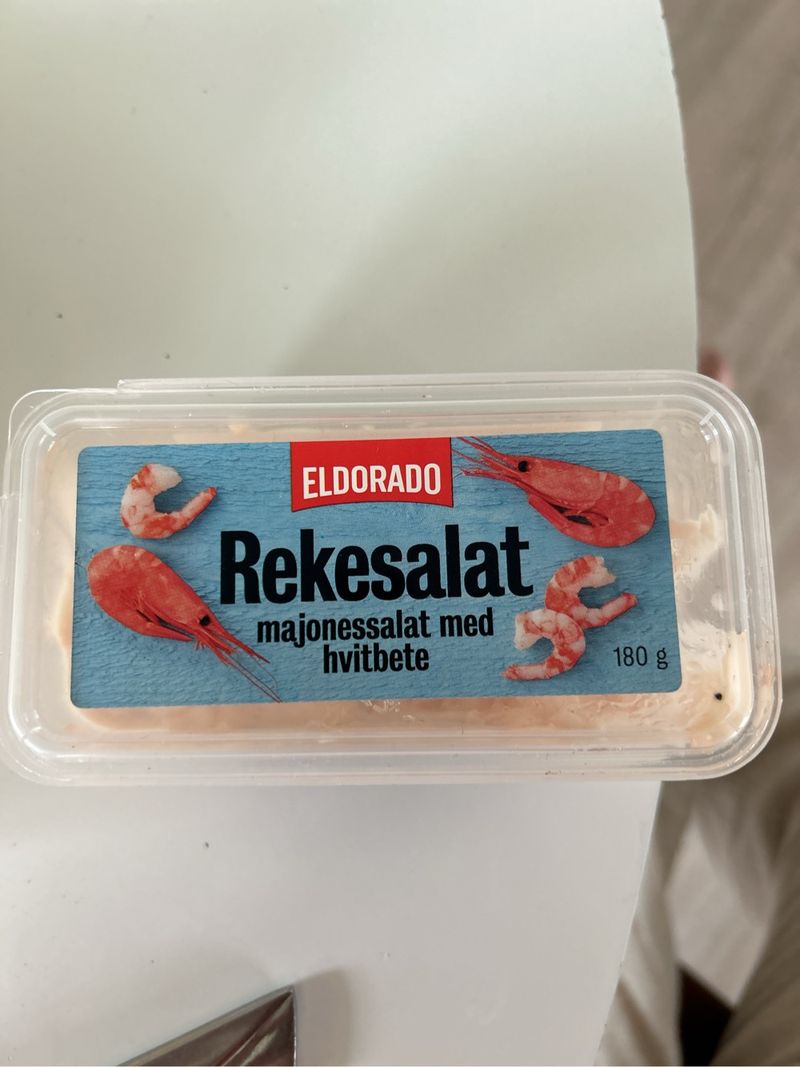 ELDORADO
Rekesalat
majonessalat med
hvitbete
180 g